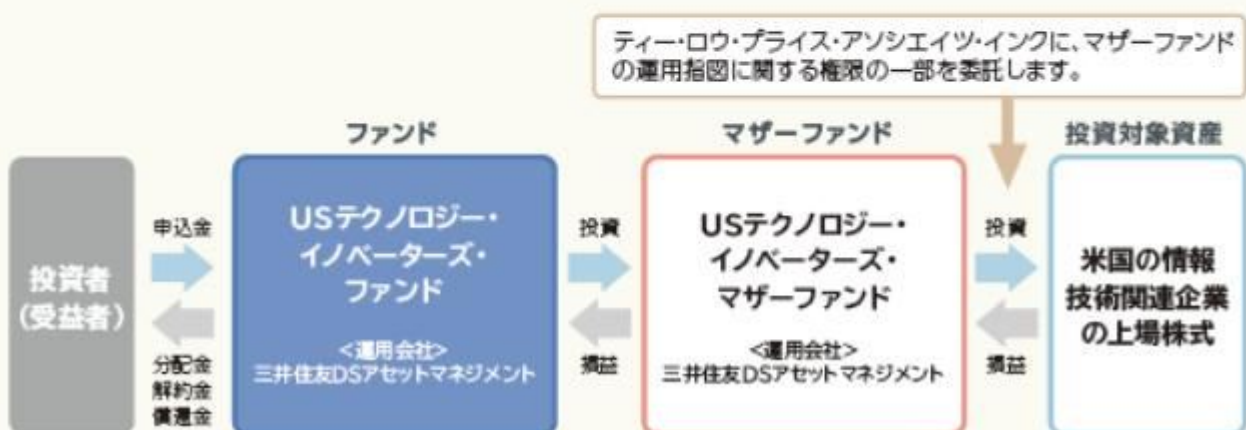 ティー・ロウ・プライス・アソシエイツ・インクに、マザーファンド
の運用指図に関する権限の一部を委託します。
ファンド
マザーファンド
投資対象資産
投資者
(受益者)
申込金
分配金
解約金
償還金
USテクノロジー・
イノベーターズ・
ファンド
<運用会社>
三井住友DSアセットマネジメント
投資
損益
USテクノロジー・
イノベーターズ・
マザーファンド
<運用会社>
三井住友DSアセットマネジメント
投資
損益
米国の情報
技術関連企業
の上場株式